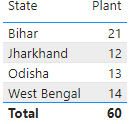 State Plant
Bihar 21
Jharkhand 12
Odisha 13
West Bengal 14
Total 60